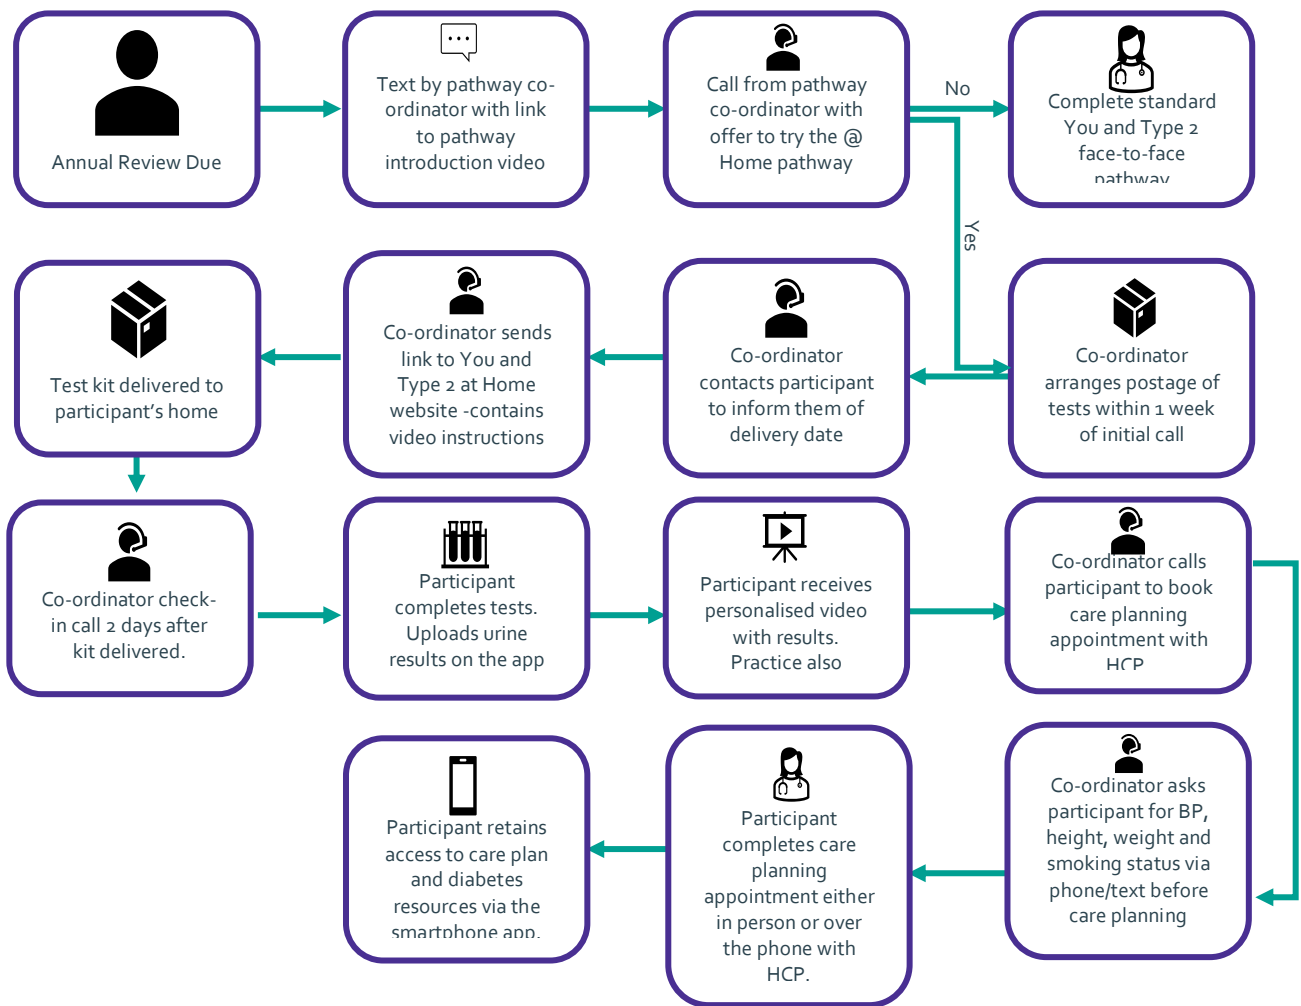 Annual Review Due
Text by pathway co-
ordinator with link
to pathway
introduction video
Call from pathway
co-ordinator with
offer to try the @
Home pathway
No
Yes
Complete standard
You and Type 2
face-to-face
pathway
Co-ordinator
arranges postage of
tests within 1 week
of initial call
Co-ordinator
contacts participant
to inform them of
delivery date
Co-ordinator sends
link to You and
Type 2 at Home
website -contains
video instructions
Test kit delivered to
participant's home
Co-ordinator check-
in call 2 days after
kit delivered.
Participant
completes tests.
Uploads urine
results on the app
Participant receives
personalised video
with results.
Practice also
Co-ordinator calls
participant to book
care planning
appointment with
HCP
Co-ordinator asks
participant for BP,
height, weight and
smoking status via
phone/text before
care planning
Participant
completes care
planning
appointment either
in person or over
the phone with
HCP.
Participant retains
access to care plan
and diabetes
resources via the
smartphone app.